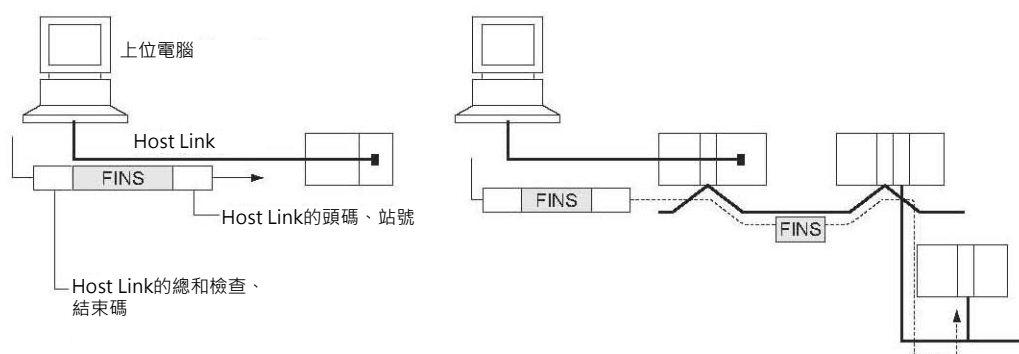 上位電腦
Host Link
FINS
Host Link的頭碼、站號
Host Link的總和檢查、
結束碼
FINS
FINS